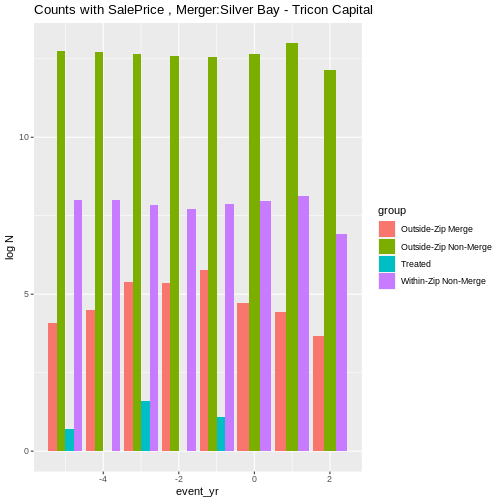 Counts with SalePrice , Merger:Silver Bay - Tricon Capital
10
5
0
log N
-4
-2
0
2
event_yr
group
Outside-Zip Merge
Outside-Zip Non-Merge
Treated
Within-Zip Non-Merge